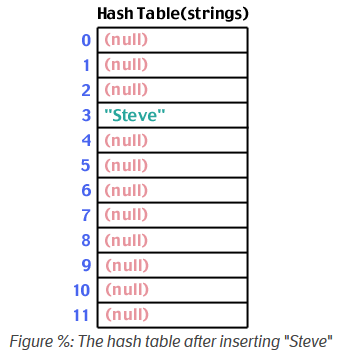 Hash Table(strings)
0 (null)
1 (null)
2 (null)
3 "Steve"
4 (null)
5 (null)
6 (null)
7 (null)
8 (null)
9 (null)
10 (null)
11 (null)
Figure %: The hash table after inserting "Steve"